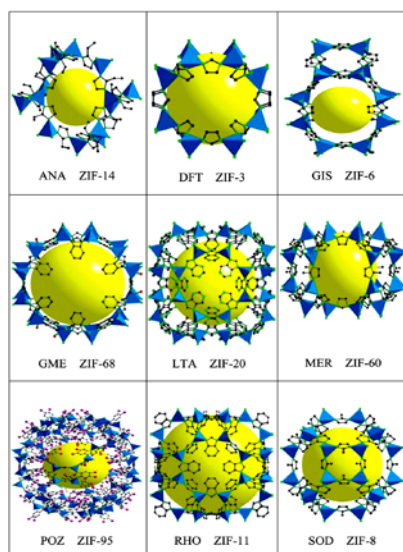 ANA ZIF-14
DFT ZIF-3
GIS ZIF-6
GME ZIF-68
LTA ZIF-20
MER ZIF-60
POZ ZIF-95
RHO ZIF-11
SOD ZIF-8